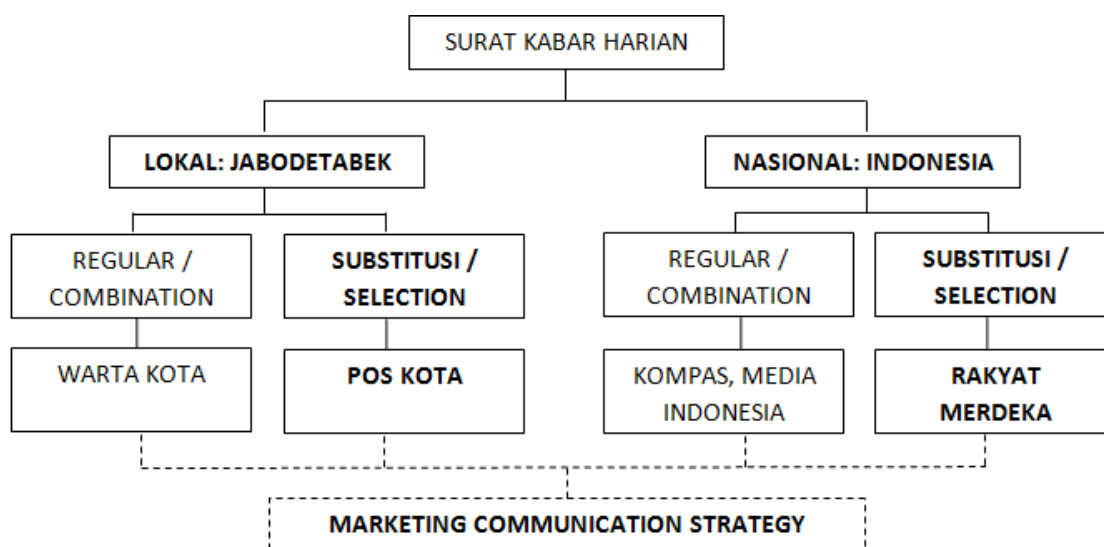 SURAT KABAR HARIAN
LOKAL: JABODETABEK
NASIONAL: INDONESIA
REGULAR /
COMBINATION
SUBSTITUSI /
SELECTION
REGULAR /
COMBINATION
SUBSTITUSI /
SELECTION
WARTA KOTA
POS KOTA
KOMPAS, MEDIA
INDONESIA
RAKYAT
MERDEKA
MARKETING COMMUNICATION STRATEGY